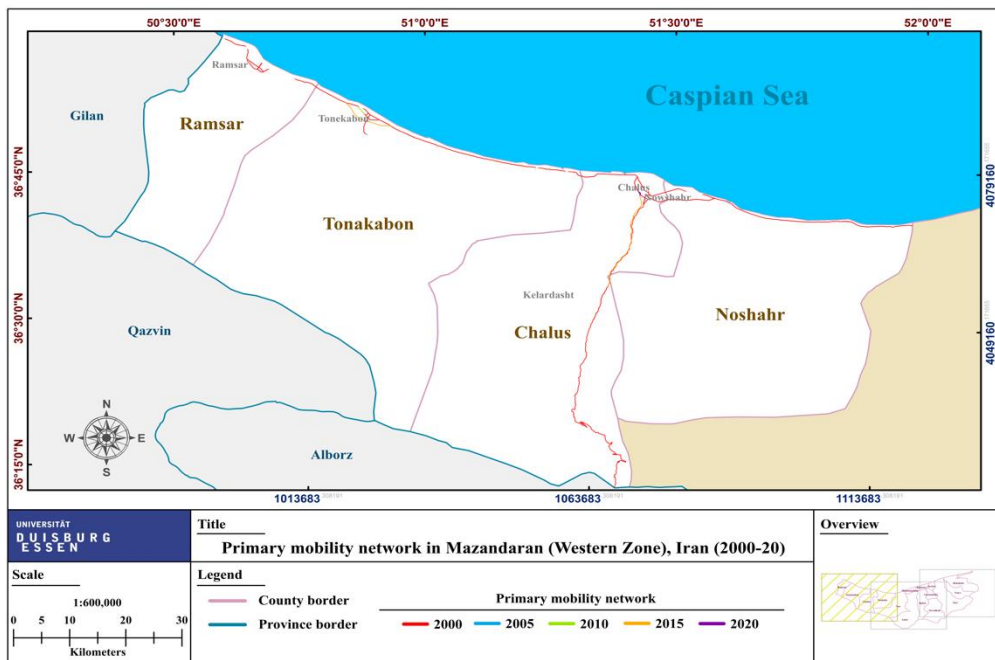 50°30'0"E
51°0'0"E
51°30'0"E
52°0'0"E
Caspian Sea
Ramsar
Gilan
Ramsar
Tonekabon
36°45'0"N
4079160
Chalus
Nowshahr
Tonakabon
Kelardasht
36°30'0"N
Qazvin
Chalus
Noshahr
4049160
N
W
E
S
Alborz
36°15'0"N
1013683
1063683
1113683
UNIVERSITÄT
DUISBURG
ESSEN
Title
Primary mobility network in Mazandaran (Western Zone), Iran (2000-20)
Overview
Scale
1:600,000
0 5 10 20 30
Kilometers
Legend
County border
Province border
Primary mobility network
2000
2005
2010
2015
2020